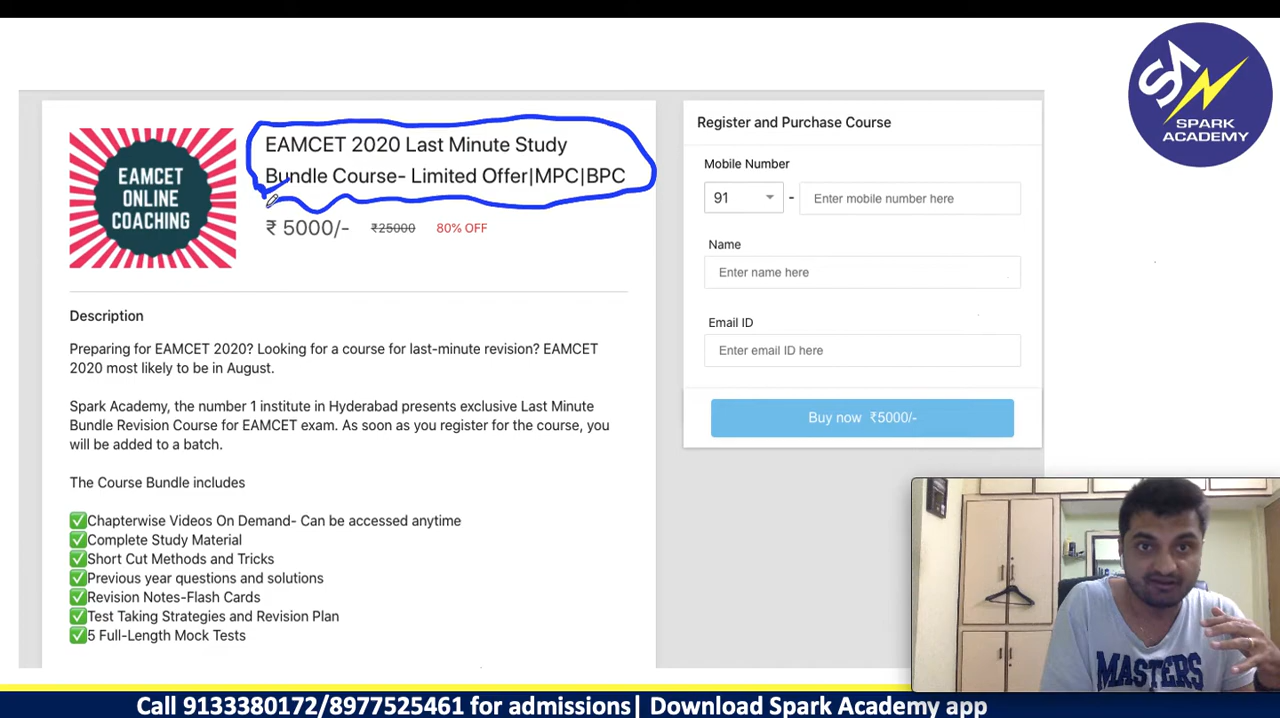 SA
SPARK
ACADEMY
EAMCET
ONLINE
COACHING
EAMCET 2020 Last Minute Study
Bundle Course- Limited Offer|MPC|BPC
₹ 5000/- ₹25000 80% OFF
Description
Preparing for EAMCET 2020? Looking for a course for last-minute revision? EAMCET
2020 most likely to be in August.
Spark Academy, the number 1 institute in Hyderabad presents exclusive Last Minute
Bundle Revision Course for EAMCET exam. As soon as you register for the course, you
will be added to a batch.
The Course Bundle includes
✅Chapterwise Videos On Demand- Can be accessed anytime
✅Complete Study Material
✅Short Cut Methods and Tricks
✅Previous year questions and solutions
✅Revision Notes-Flash Cards
✅Test Taking Strategies and Revision Plan
✅5 Full-Length Mock Tests
Register and Purchase Course
Mobile Number
91 - Enter mobile number here
Name
Enter name here
Email ID
Enter email ID here
Buy now ₹5000/-
MASTERS
Call 9133380172/8977525461 for admissions| Download Spark Academy app